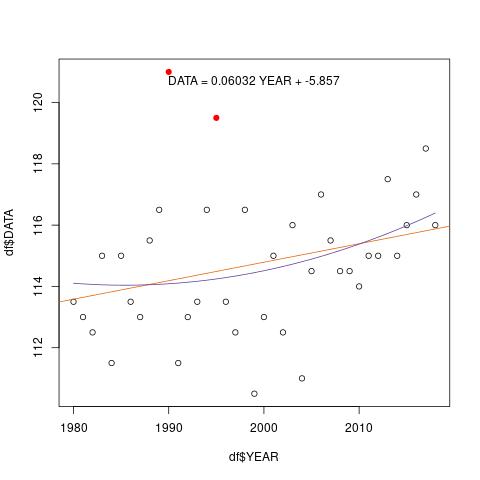 DATA = 0.06032 YEAR + -5.857
df$DATA
120
118
116
114
112
1980 1990 2000 2010
df$YEAR